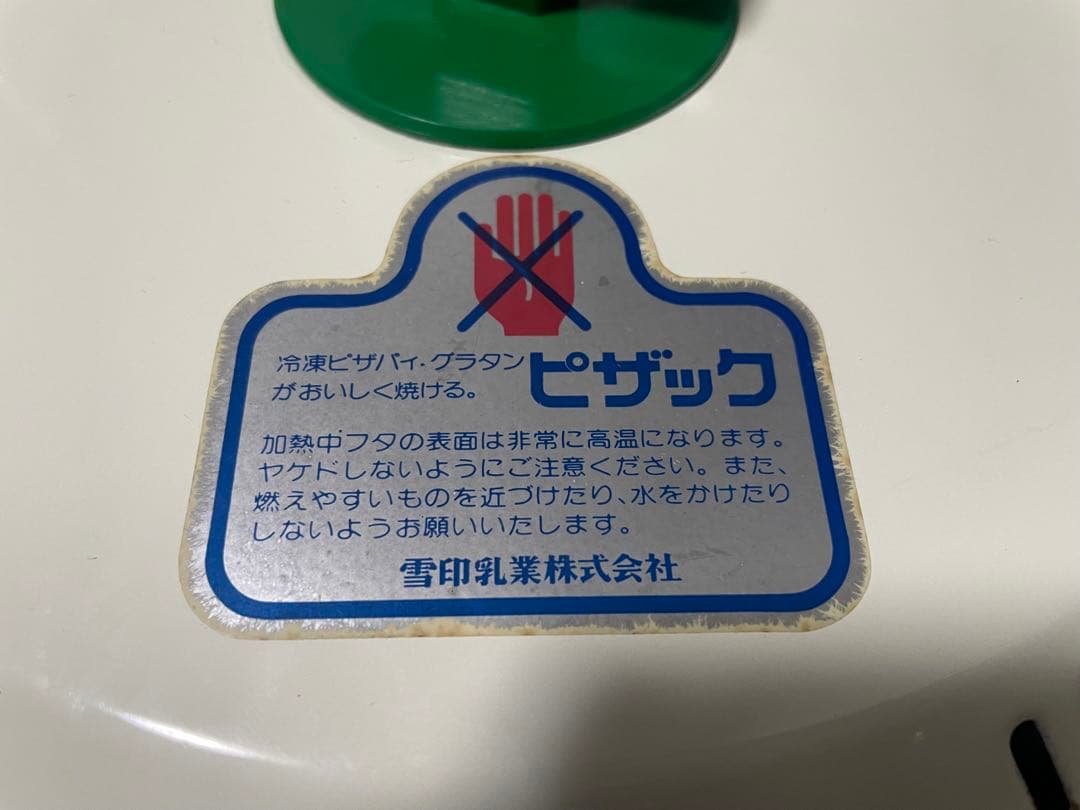 冷凍ピザパイ・グラタン
がおいしく焼ける。
ピザック
加熱中フタの表面は非常に高温になります。
ヤケドしないようにご注意ください。また、
燃えやすいものを近づけたり、水をかけたり
しないようお願いいたします。
雪印乳業株式会社